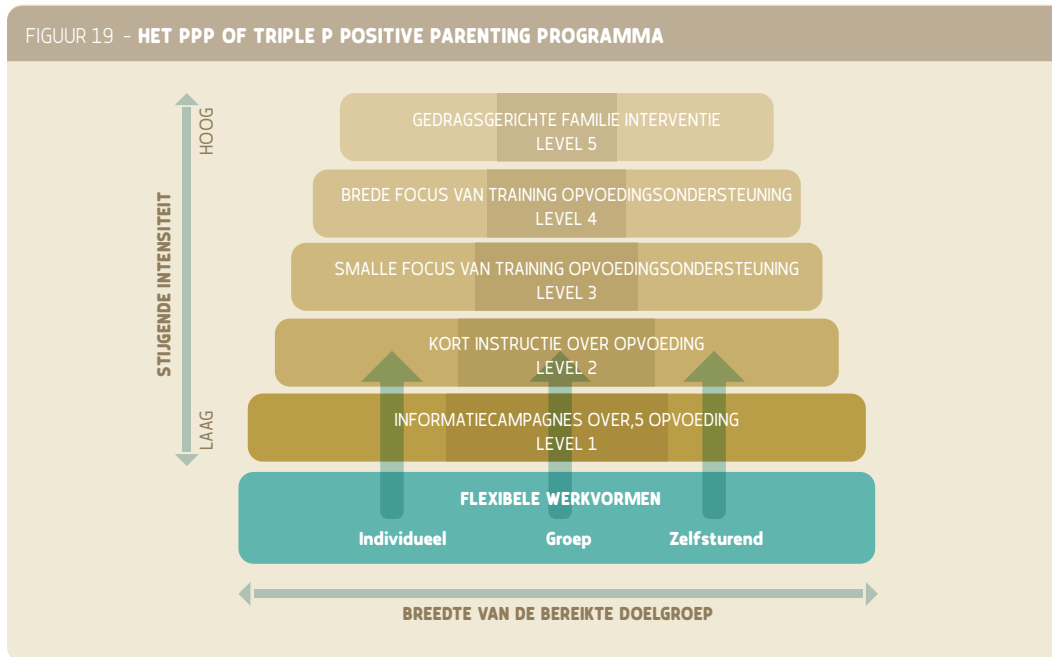 FIGUUR 19 - HET PPP OF TRIPLE P POSITIVE PARENTING PROGRAMMA
HOOG
STIJGENDE INTENSITEIT
LAAG
GEDRAGSGERICHTE FAMILIE INTERVENTIE
LEVEL 5
BREDE FOCUS VAN TRAINING OPVOEDINGSONDERSTEUNING
LEVEL 4
SMALLE FOCUS VAN TRAINING OPVOEDINGSONDERSTEUNING
LEVEL 3
KORT INSTRUCTIE OVER OPVOEDING
LEVEL 2
INFORMATIECAMPAGNES OVER,5 OPVOEDING
LEVEL 1
FLEXIBELE WERKVORMEN
Individueel Groep Zelfsturend
BREEDTE VAN DE BEREIKTE DOELGROEP